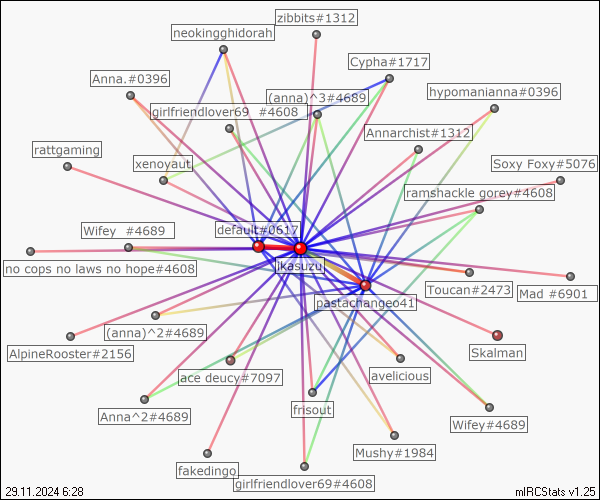 zibbits#1312
neokingghidorah
Cypha#1717
Anna.#0396
hypomanianna#0396
(anna)^3#4689
girlfriendlover69 #4608
Annarchist#1312
rattgaming
xenoyaut
Soxy Foxy#5076
ramshackle gorey#4608
Wifey #4689
default#0617
jkasuzu
no cops no laws no hope#4608
Toucan#2473
Mad #6901
pastachangeo41
(anna)^2#4689
AlpineRooster#2156
Skalman
ace deucy#7097
avelicious
Anna^2#4689
frisout
Wifey#4689
Mushy#1984
fakedingo
girlfriendlover69#4608
29.11.2024 6:28
mIRCStats v1.25